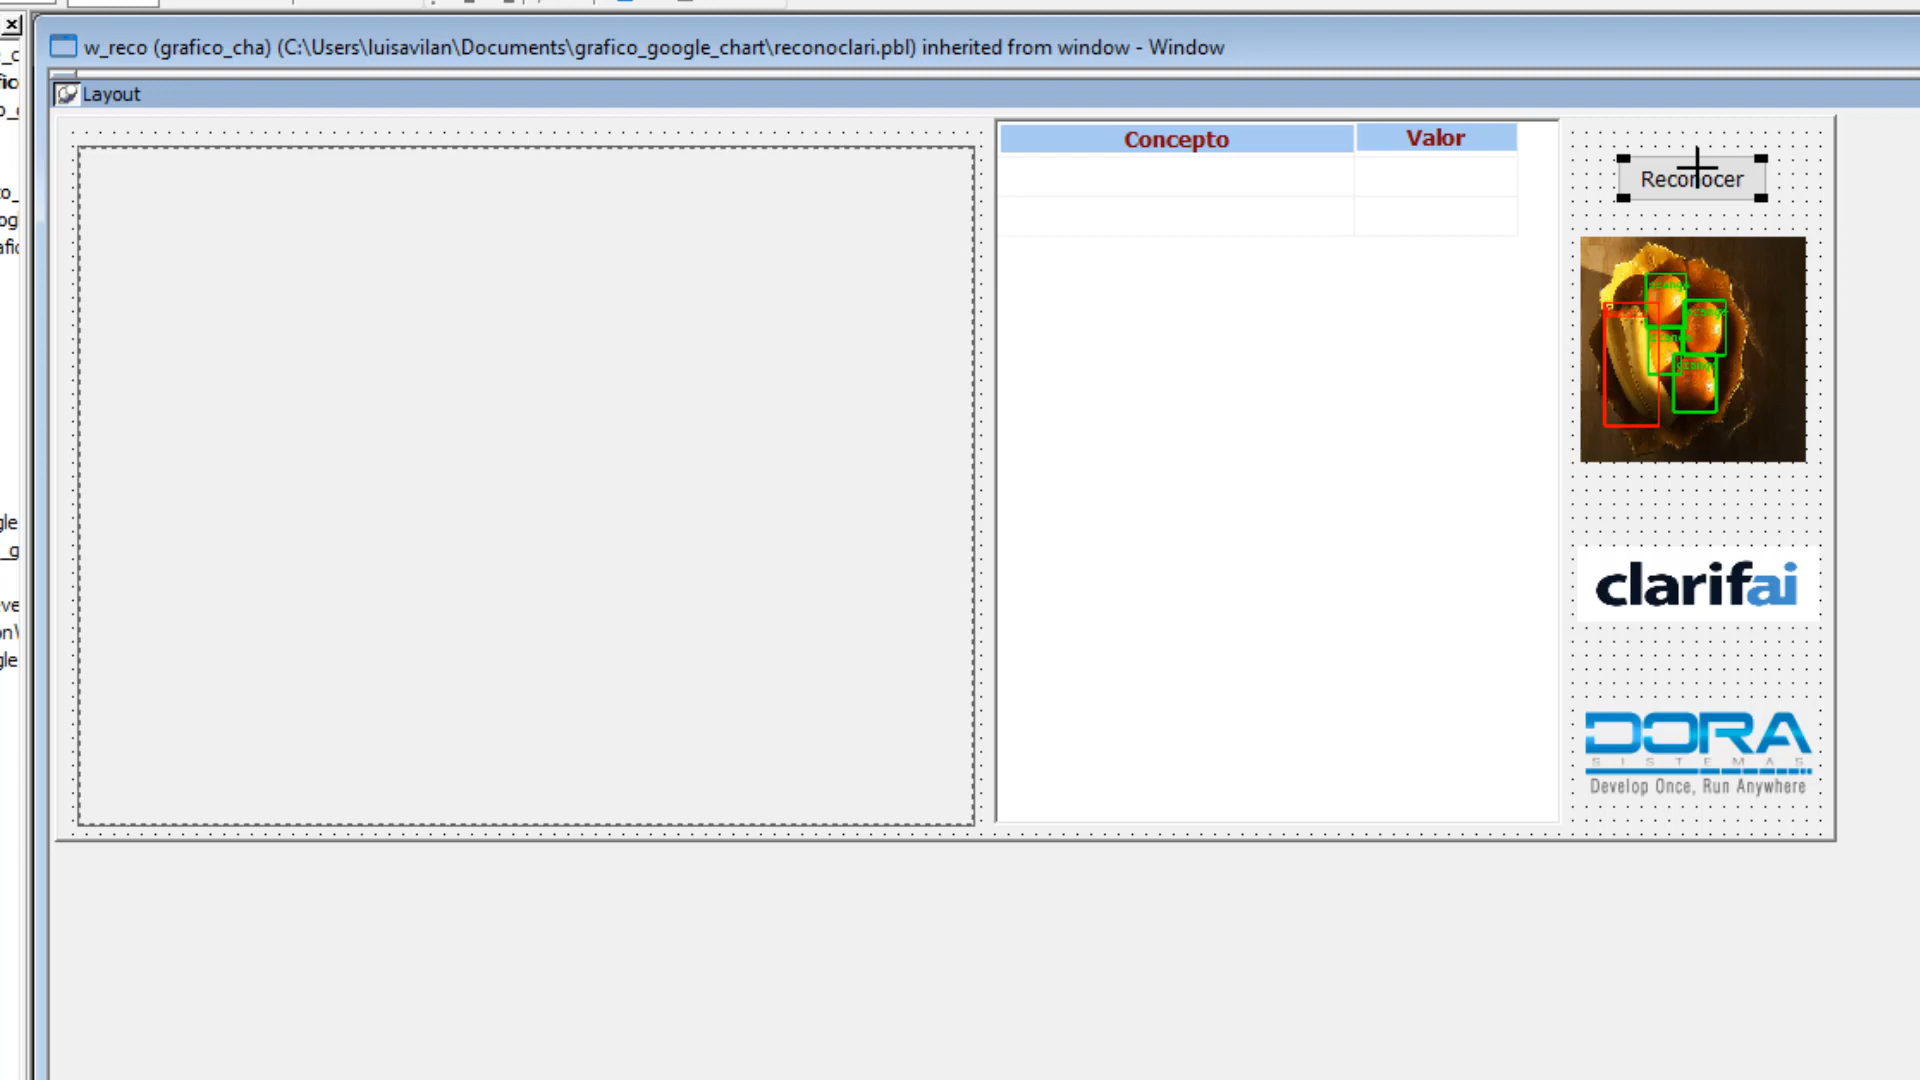 w_reco (grafico_cha) (C:\Users\luisavilan\Documents\grafico_google_chart\reconoclari.pbl) inherited from window - Window
Layout
Concepto
Valor
Reconocer
clarifai
DORA
SISTEMAS
Develop Once, Run Anywhere